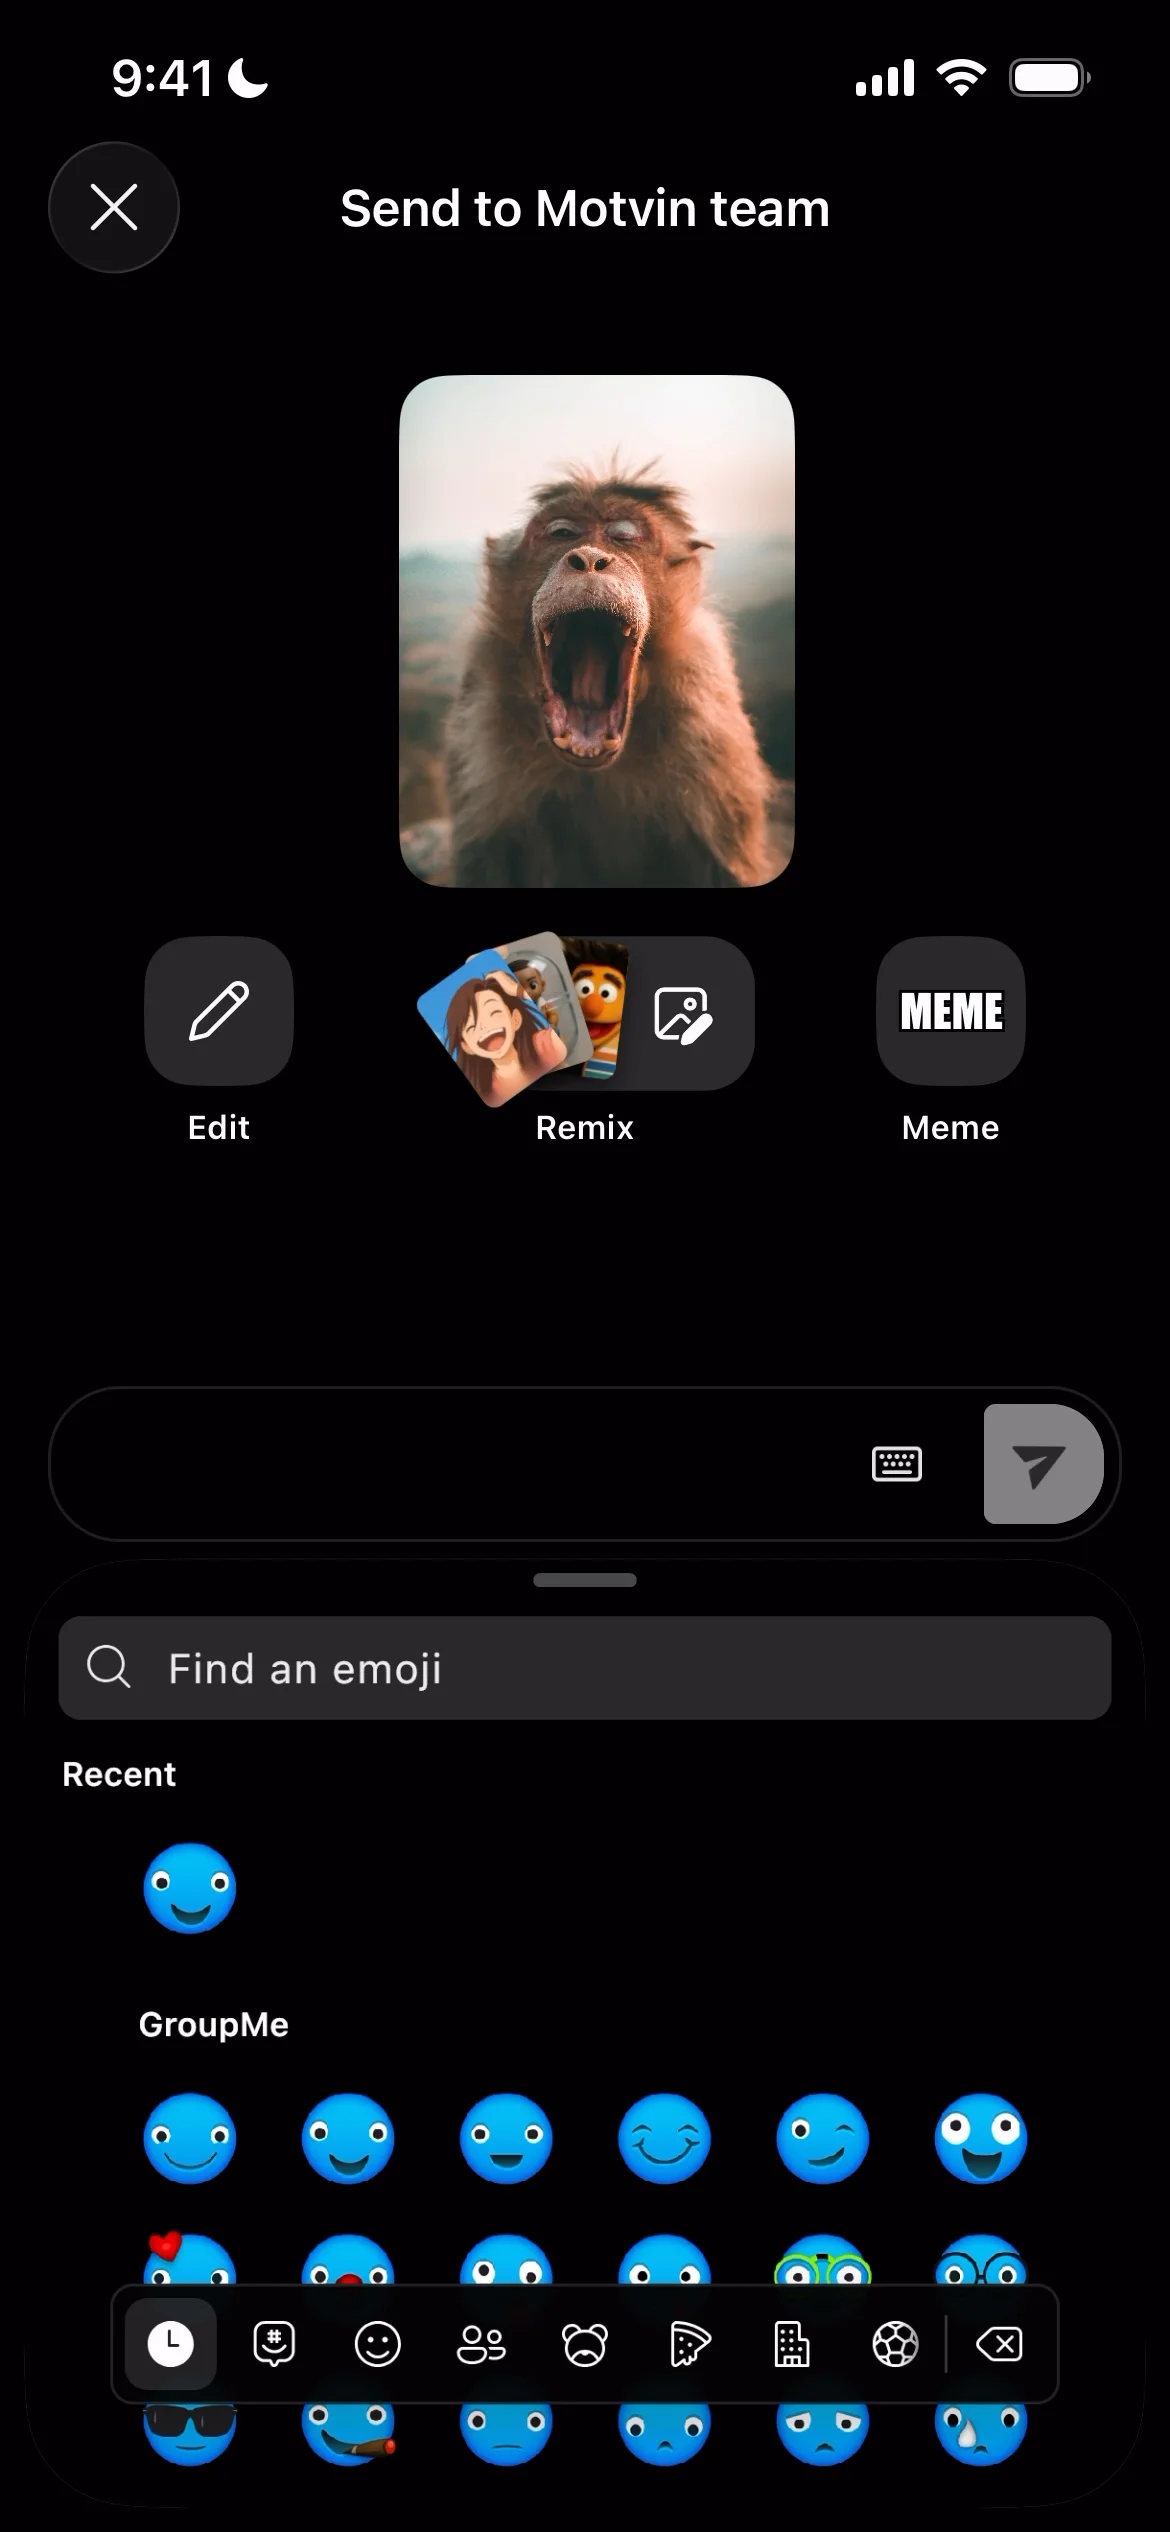 9:41
Send to Motvin team
Edit
Remix
MEME
Meme
Find an emoji
Recent
GroupMe